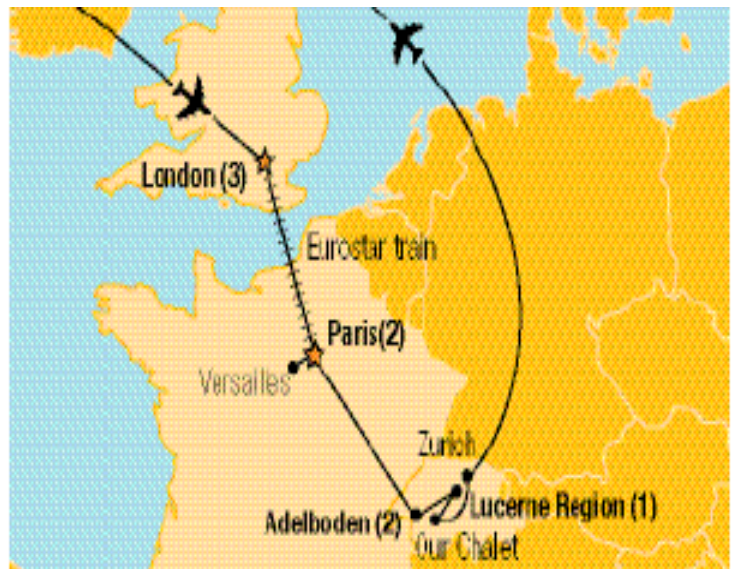 London (3)
Eurostar train
Paris(2)
Versailles
Zurich
Lucerne Region (1)
Adelboden (2)
Our Chalet